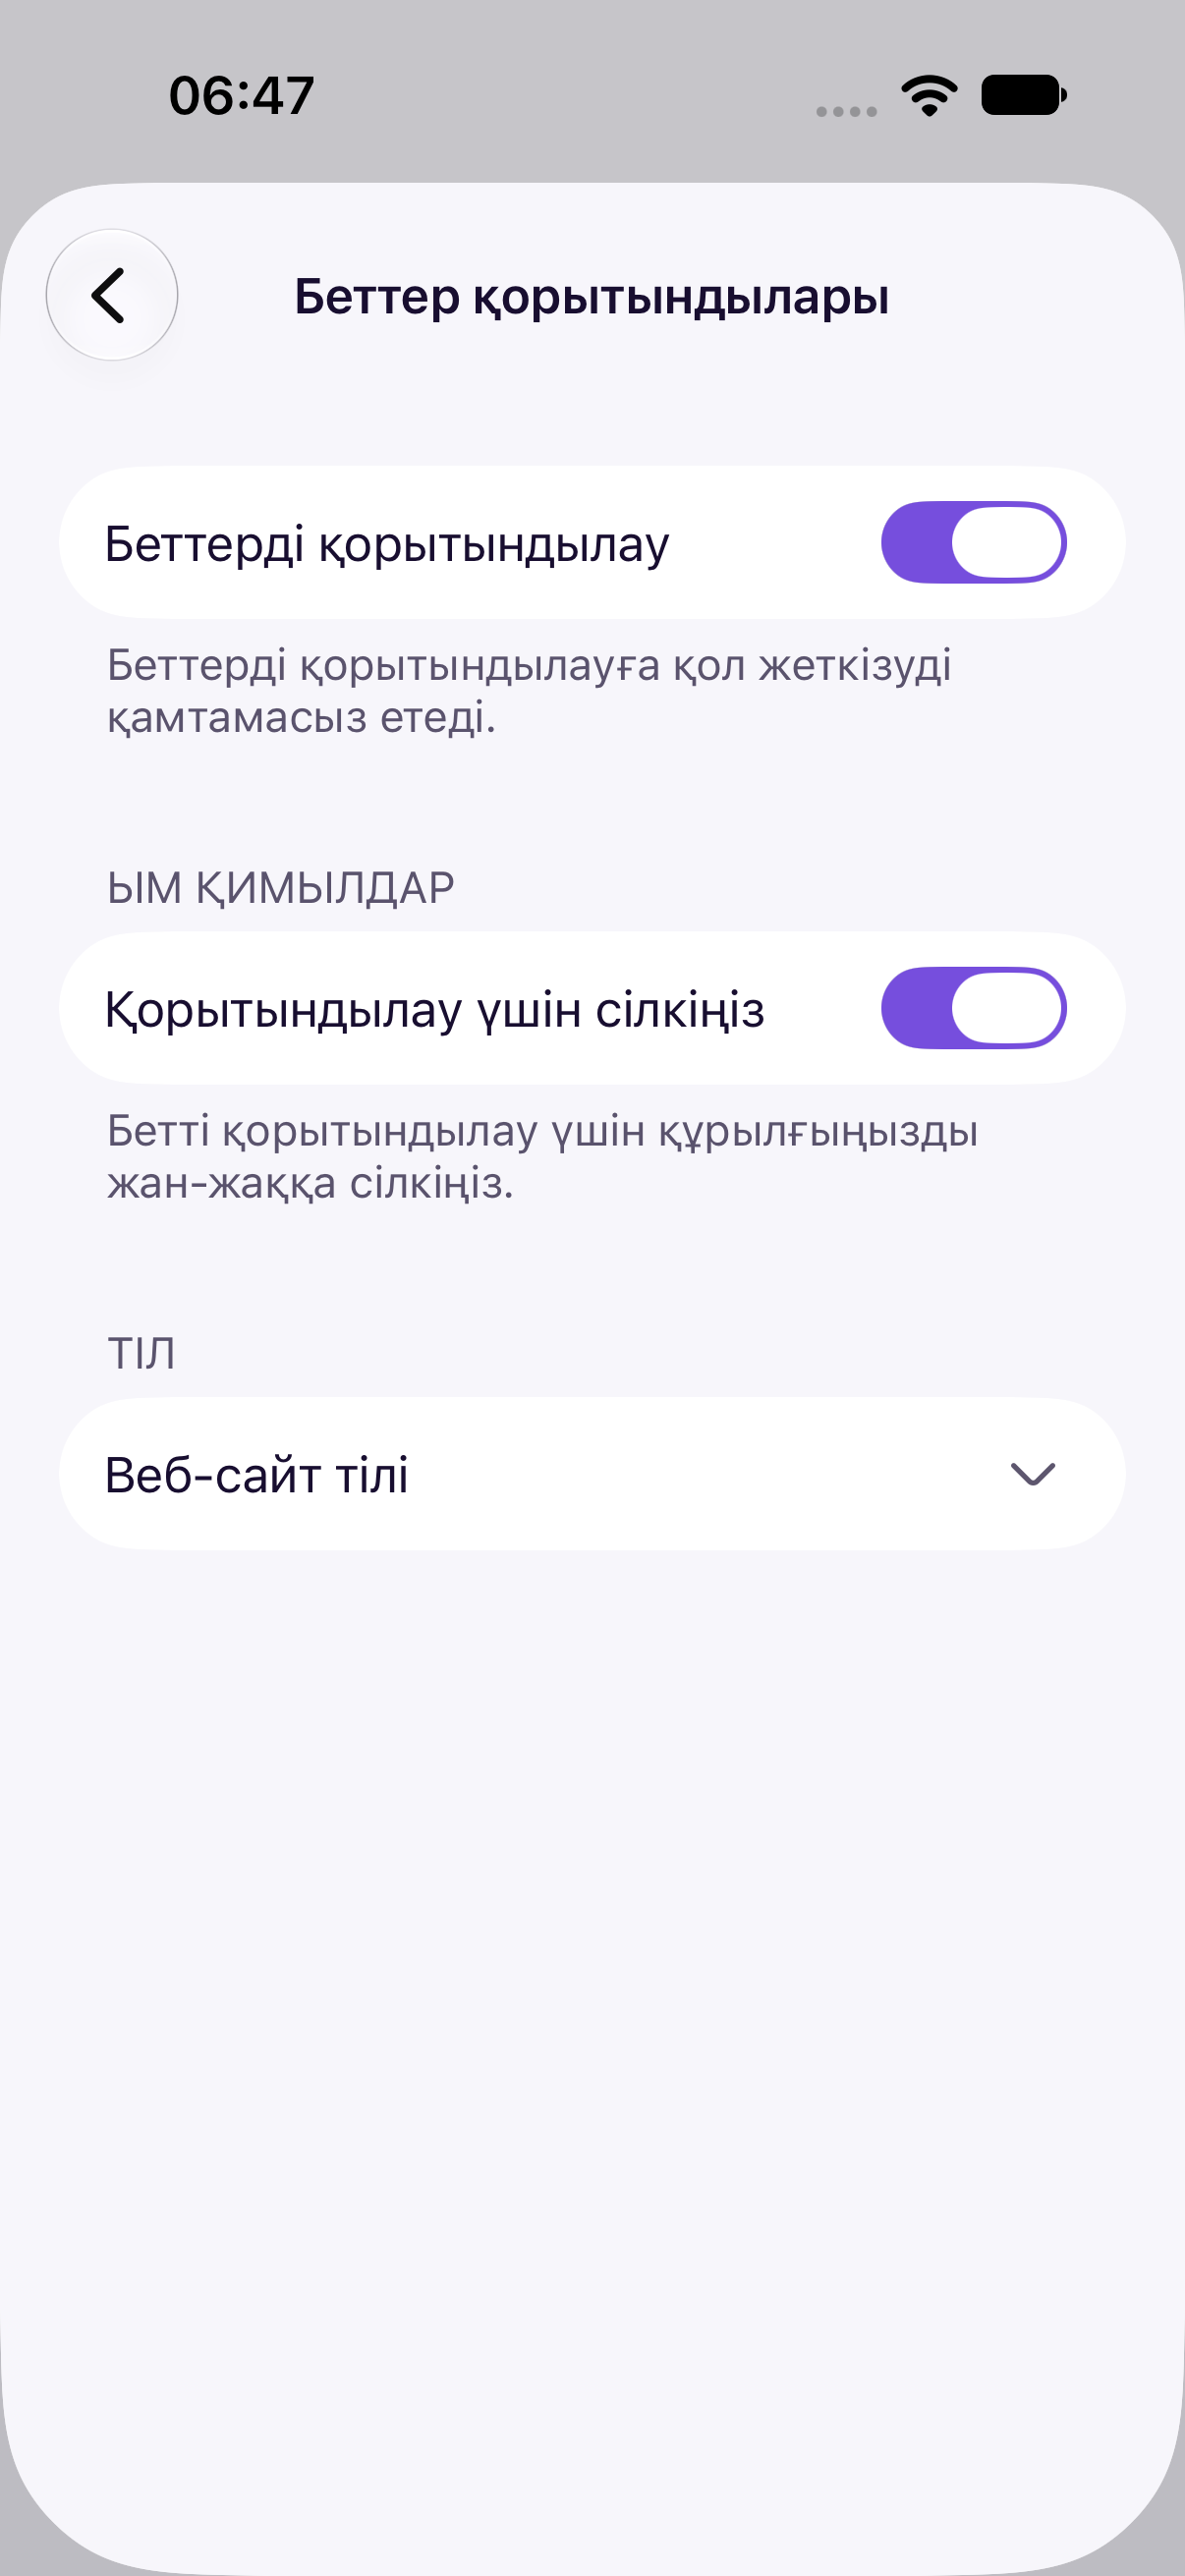 06:47
Беттер қорытындылары
Беттерді қорытындылау
Беттерді қорытындылауға қол жеткізуді
қамтамасыз етеді.
ЫМ ҚИМЫЛДАР
Қорытындылау үшін сілкіңіз
Бетті қорытындылау үшін құрылғыңызды
жан-жаққа сілкіңіз.
ТІЛ
Веб-сайт тілі